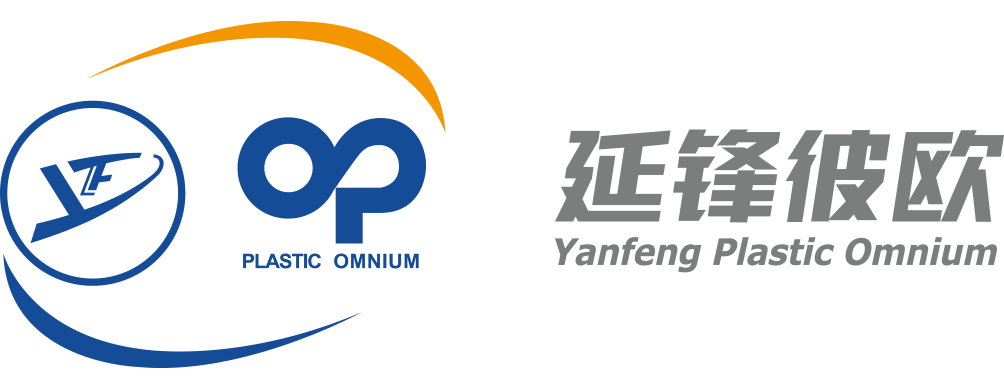 YF
OP
PLASTIC OMNIUM
延锋彼欧
Yanfeng Plastic Omnium